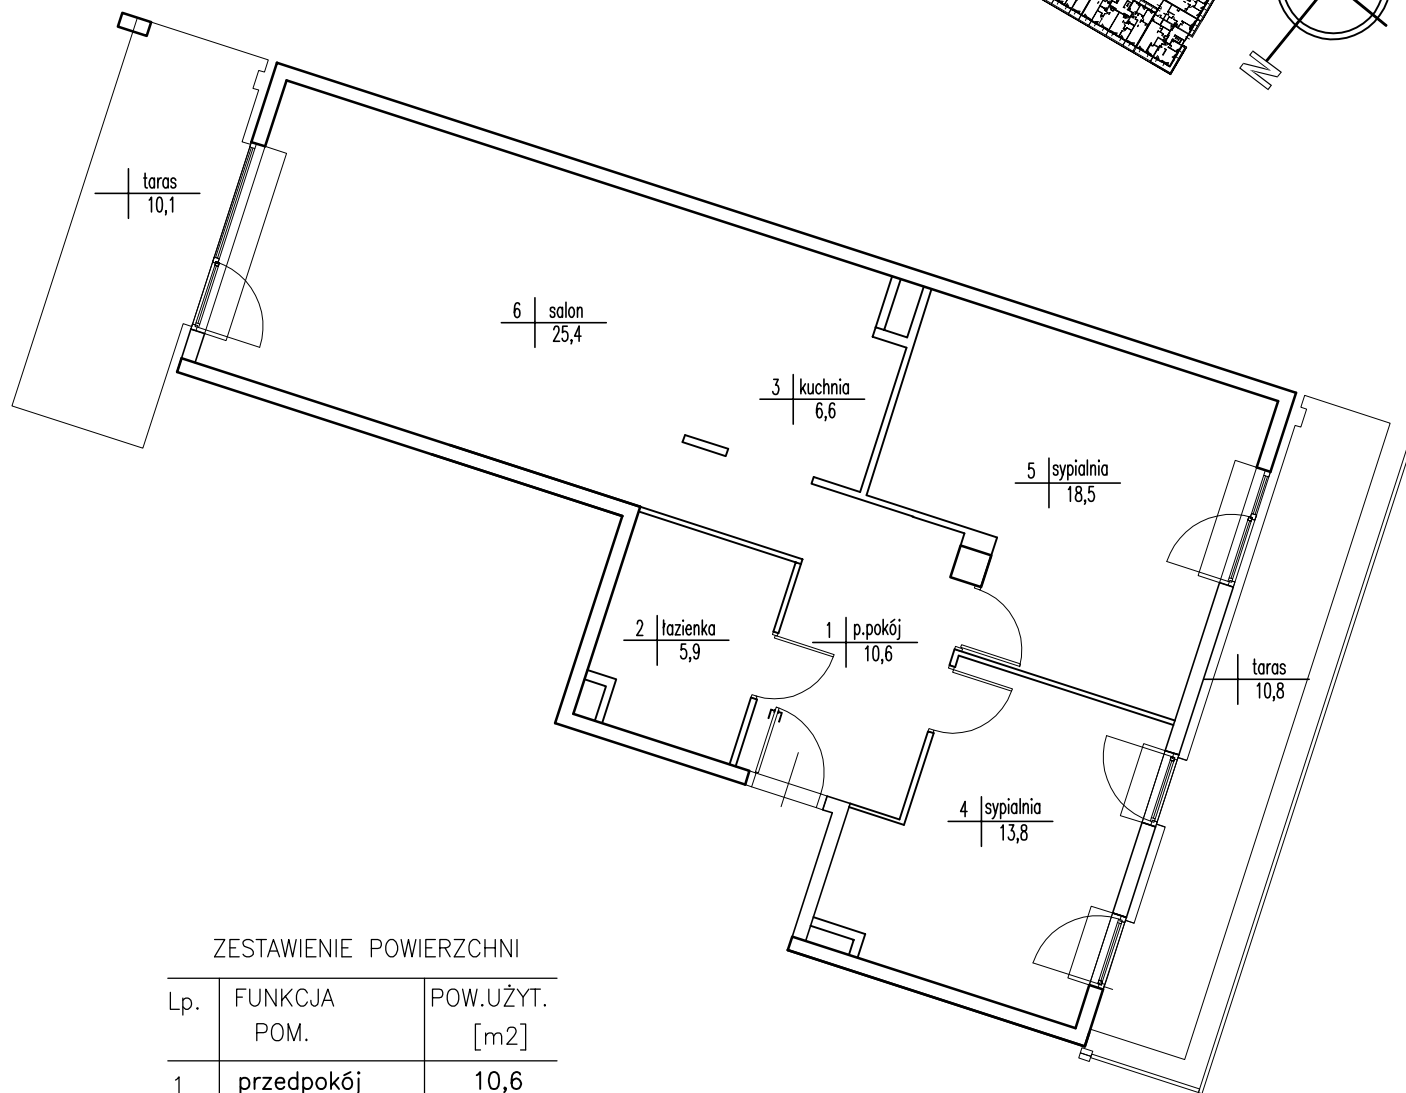 N
taras
10,1
6 salon
25,4
3 kuchnia
6,6
5 sypialnia
18,5
2 łazienka
5,9
1 p.pokój
10,6
taras
10,8
4 sypialnia
13,8
ZESTAWIENIE POWIERZCHNI
Lp. FUNKCJA POW.UŻYT.
POM. [m2]
1 przedpokój 10,6